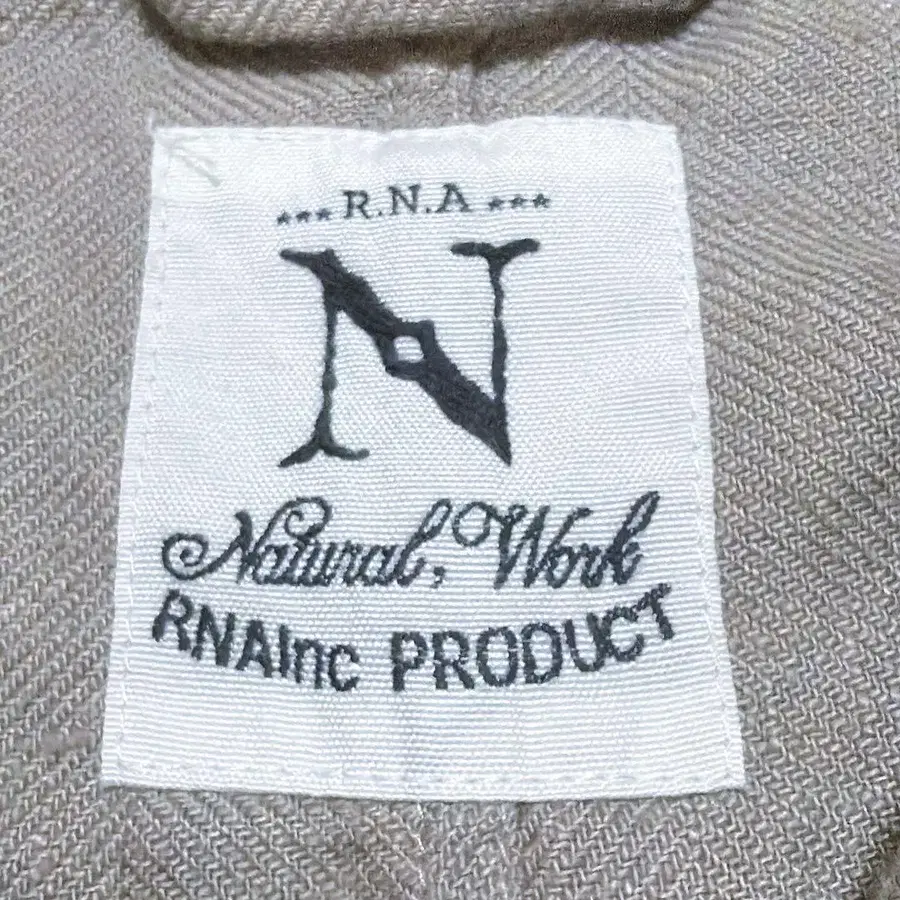 R.N.A
N
Natural, Work
RNAInc PRODUCT